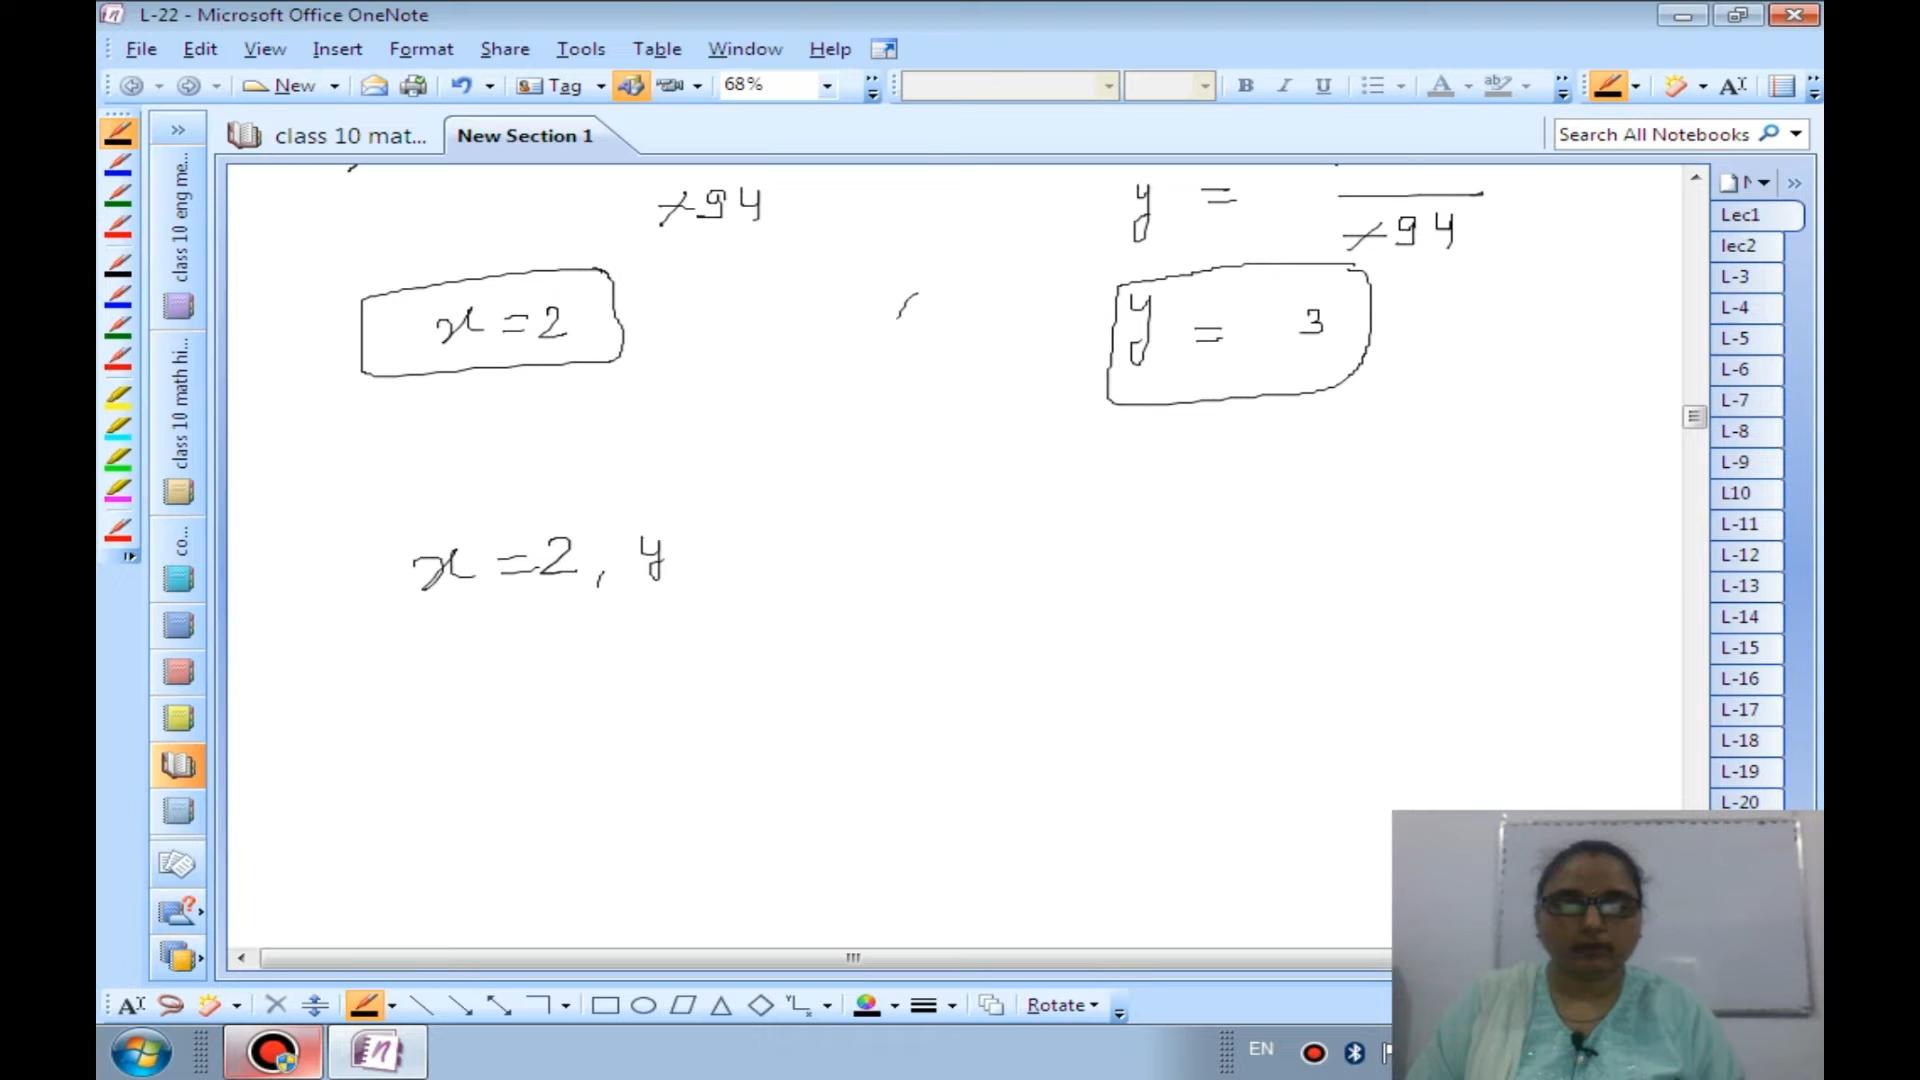 L-22 - Microsoft Office OneNote
File Edit View Insert Format Share Tools Table Window Help
New Tag 68% B I U
class 10 mat... New Section 1
Search All Notebooks
class 10 eng me...
class 10 math hi...
co...
-94
y =
-94
x = 2
y = 3
x = 2, y
Lec1
lec2
L-3
L-4
L-5
L-6
L-7
L-8
L-9
L10
L-11
L-12
L-13
L-14
L-15
L-16
L-17
L-18
L-19
L-20
Rotate
EN